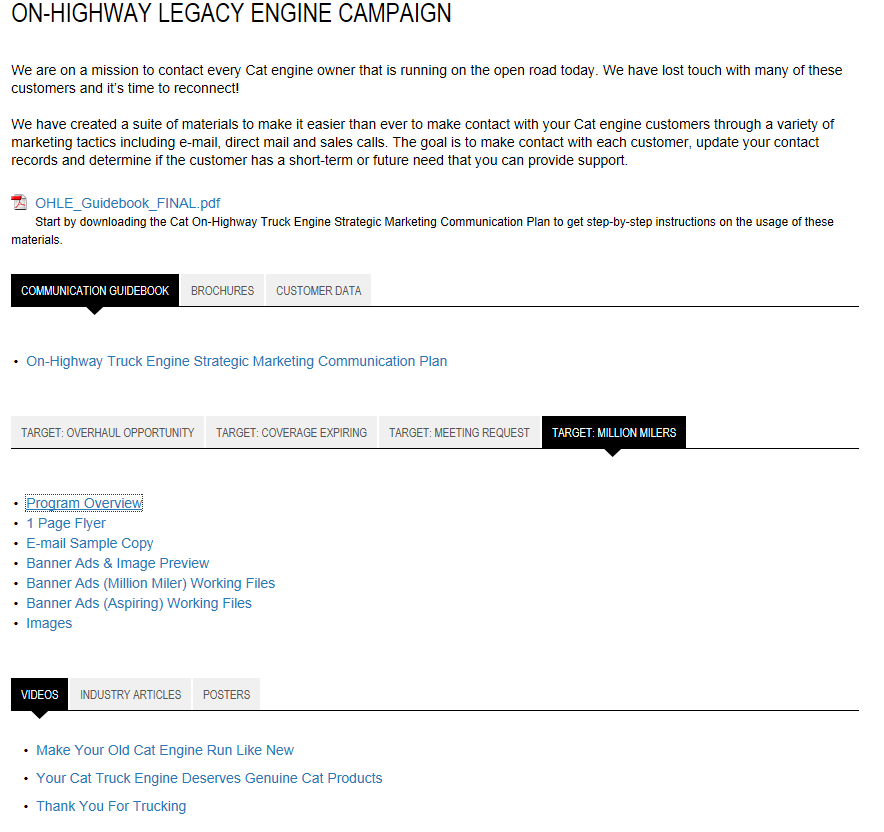 ON-HIGHWAY LEGACY ENGINE CAMPAIGN
We are on a mission to contact every Cat engine owner that is running on the open road today. We have lost touch with many of these
customers and it's time to reconnect!
We have created a suite of materials to make it easier than ever to make contact with your Cat engine customers through a variety of
marketing tactics including e-mail, direct mail and sales calls. The goal is to make contact with each customer, update your contact
records and determine if the customer has a short-term or future need that you can provide support.
OHLE_Guidebook_FINAL.pdf
Start by downloading the Cat On-Highway Truck Engine Strategic Marketing Communication Plan to get step-by-step instructions on the usage of these
materials.
COMMUNICATION GUIDEBOOK BROCHURES CUSTOMER DATA
• On-Highway Truck Engine Strategic Marketing Communication Plan
TARGET: OVERHAUL OPPORTUNITY TARGET: COVERAGE EXPIRING TARGET: MEETING REQUEST TARGET: MILLION MILERS
• Program Overview
• 1 Page Flyer
• E-mail Sample Copy
• Banner Ads & Image Preview
• Banner Ads (Million Miler) Working Files
• Banner Ads (Aspiring) Working Files
• Images
VIDEOS INDUSTRY ARTICLES POSTERS
• Make Your Old Cat Engine Run Like New
• Your Cat Truck Engine Deserves Genuine Cat Products
• Thank You For Trucking